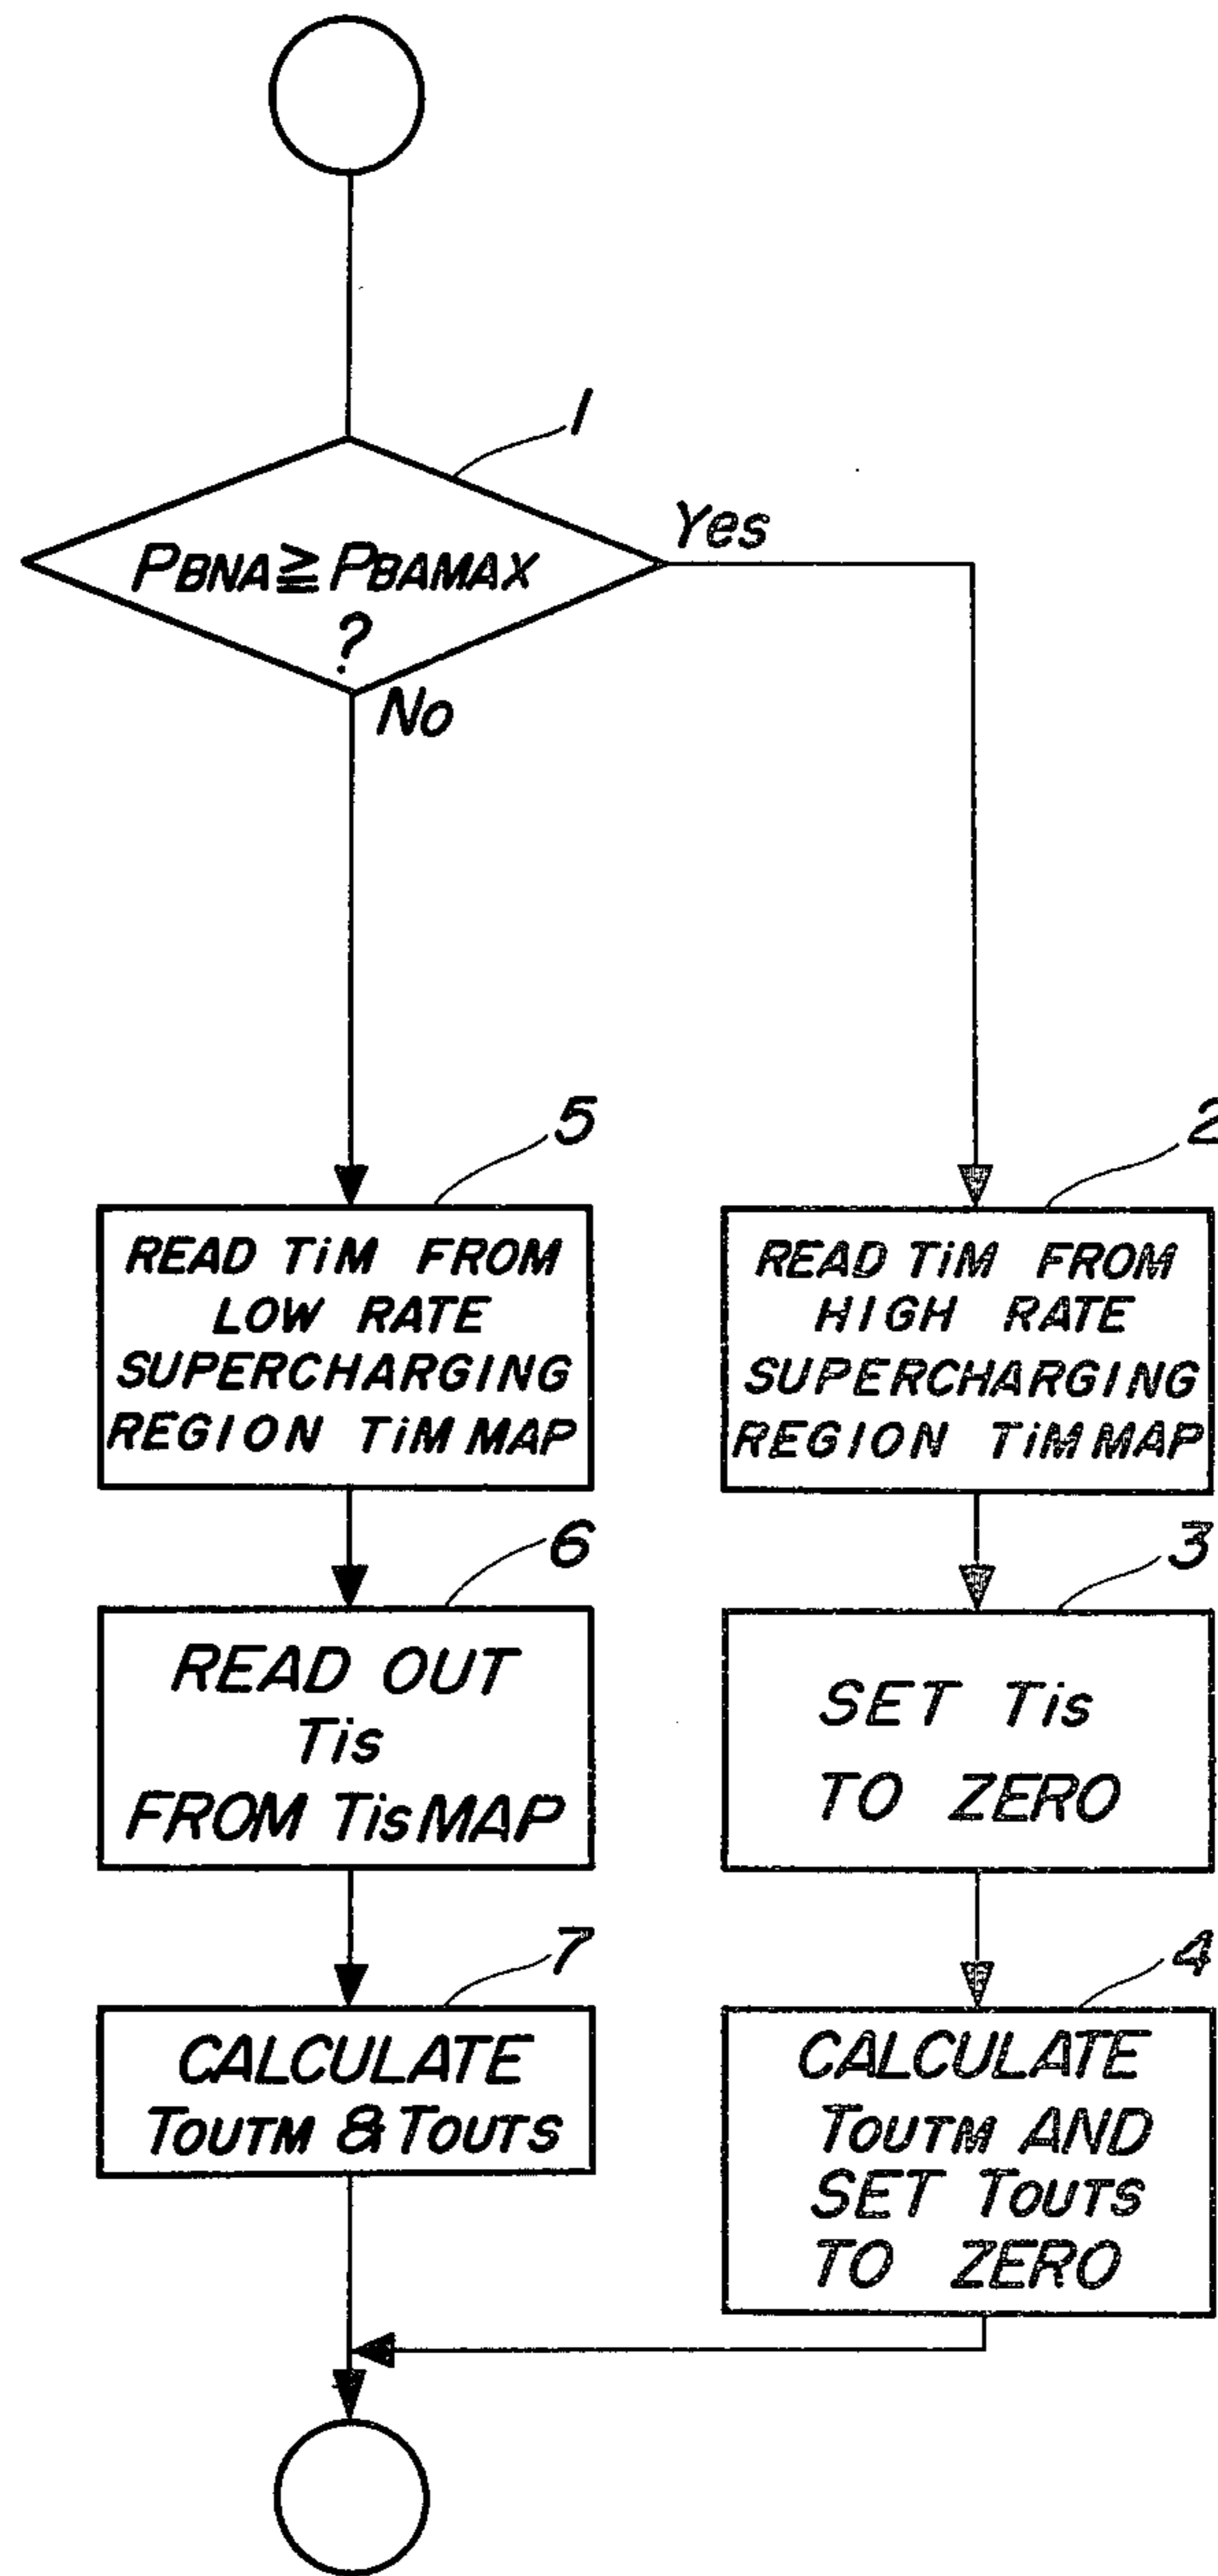 1
Yes
PBNA ≧ PBAMAX
?
No
5
READ TiM FROM
LOW RATE
SUPERCHARGING
REGION TiM MAP
6
READ OUT
Tis
FROM Tis MAP
7
CALCULATE
TOUTM & TOUTS
2
READ TiM FROM
HIGH RATE
SUPERCHARGING
REGION TiM MAP
3
SET Tis
TO ZERO
4
CALCULATE
TOUTM AND
SET TOUTS
TO ZERO